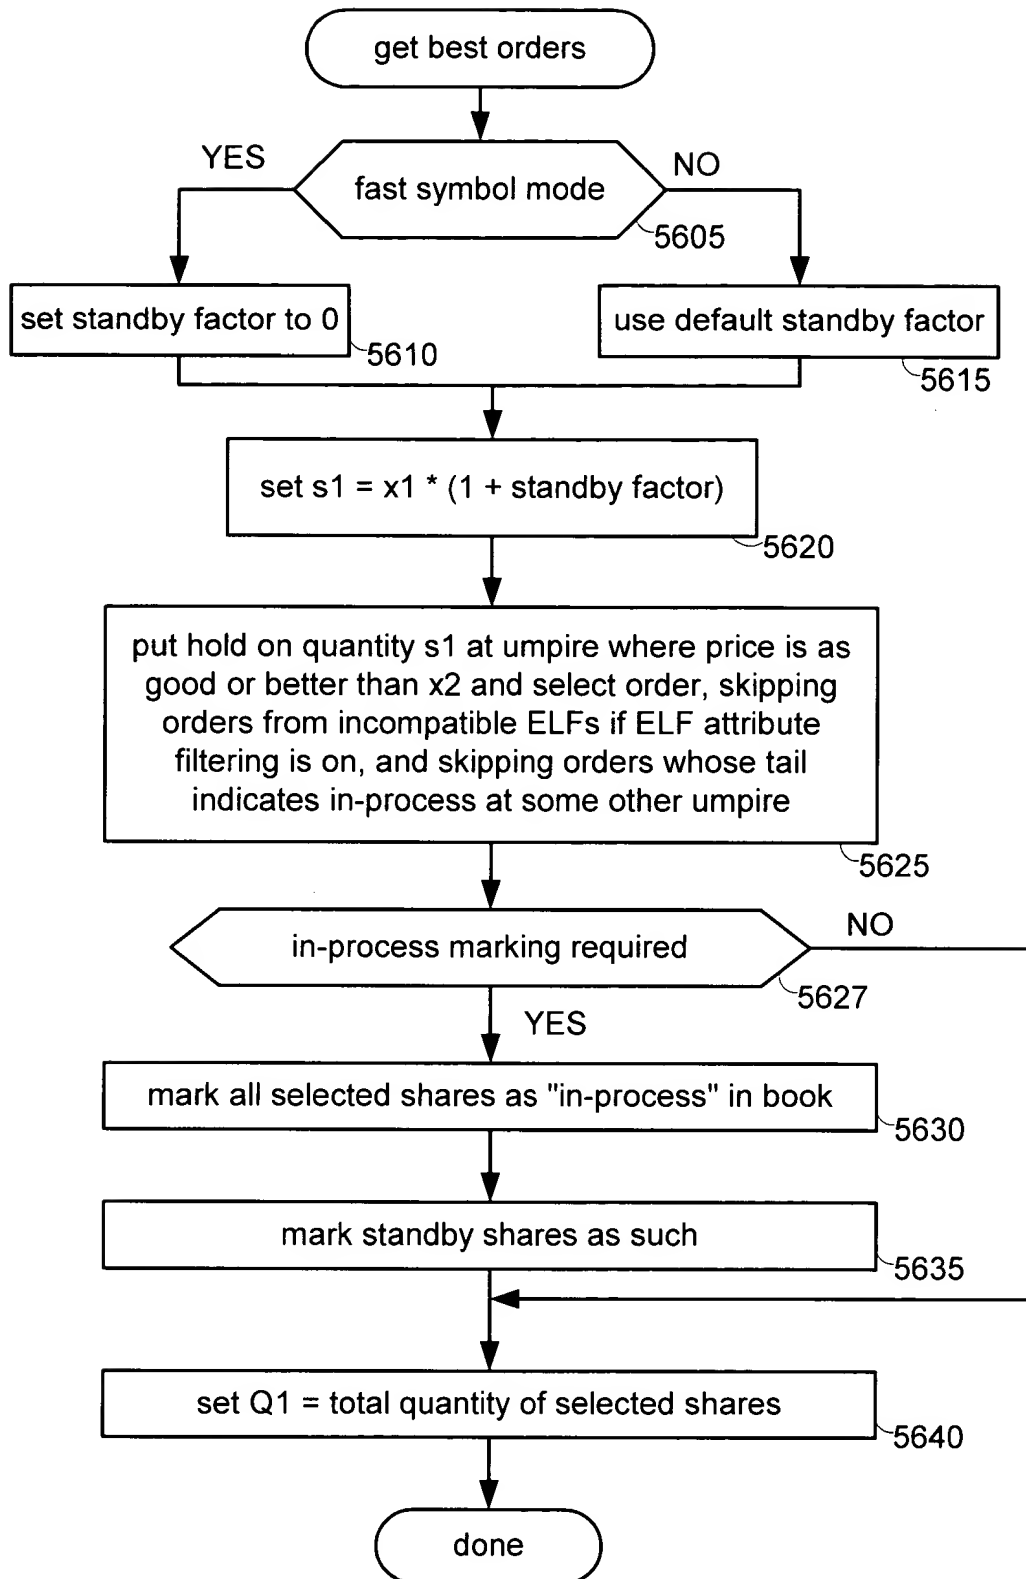 get best orders
YES
NO
fast symbol mode
5605
set standby factor to 0
5610
use default standby factor
5615
set s1 = x1 * (1 + standby factor)
5620
put hold on quantity s1 at umpire where price is as
good or better than x2 and select order, skipping
orders from incompatible ELFs if ELF attribute
filtering is on, and skipping orders whose tail
indicates in-process at some other umpire
5625
in-process marking required
NO
5627
YES
mark all selected shares as "in-process" in book
5630
mark standby shares as such
5635
set Q1 = total quantity of selected shares
5640
done